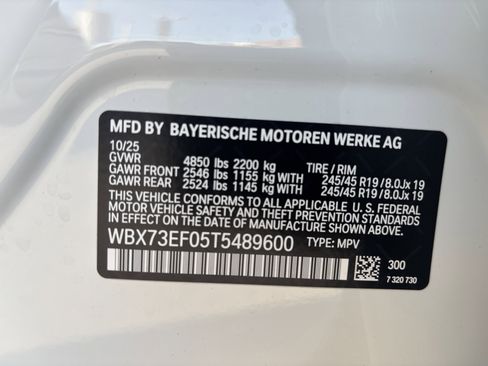 MFD BY BAYERISCHE MOTOREN WERKE AG
10/25
GVWR 4850 lbs 2200 kg TIRE / RIM
GAWR FRONT 2546 lbs 1155 kg WITH 245/45 R19 / 8.0Jx 19
GAWR REAR 2524 lbs 1145 kg WITH 245/45 R19 / 8.0Jx 19
THIS VEHICLE CONFORMS TO ALL APPLICABLE U. S. FEDERAL
MOTOR VEHICLE SAFETY AND THEFT PREVENTION STANDARDS
IN EFFECT ON THE DATE OF MANUFACTURE SHOWN ABOVE.
WBX73EF05T5489600 TYPE: MPV
300
7 320 730